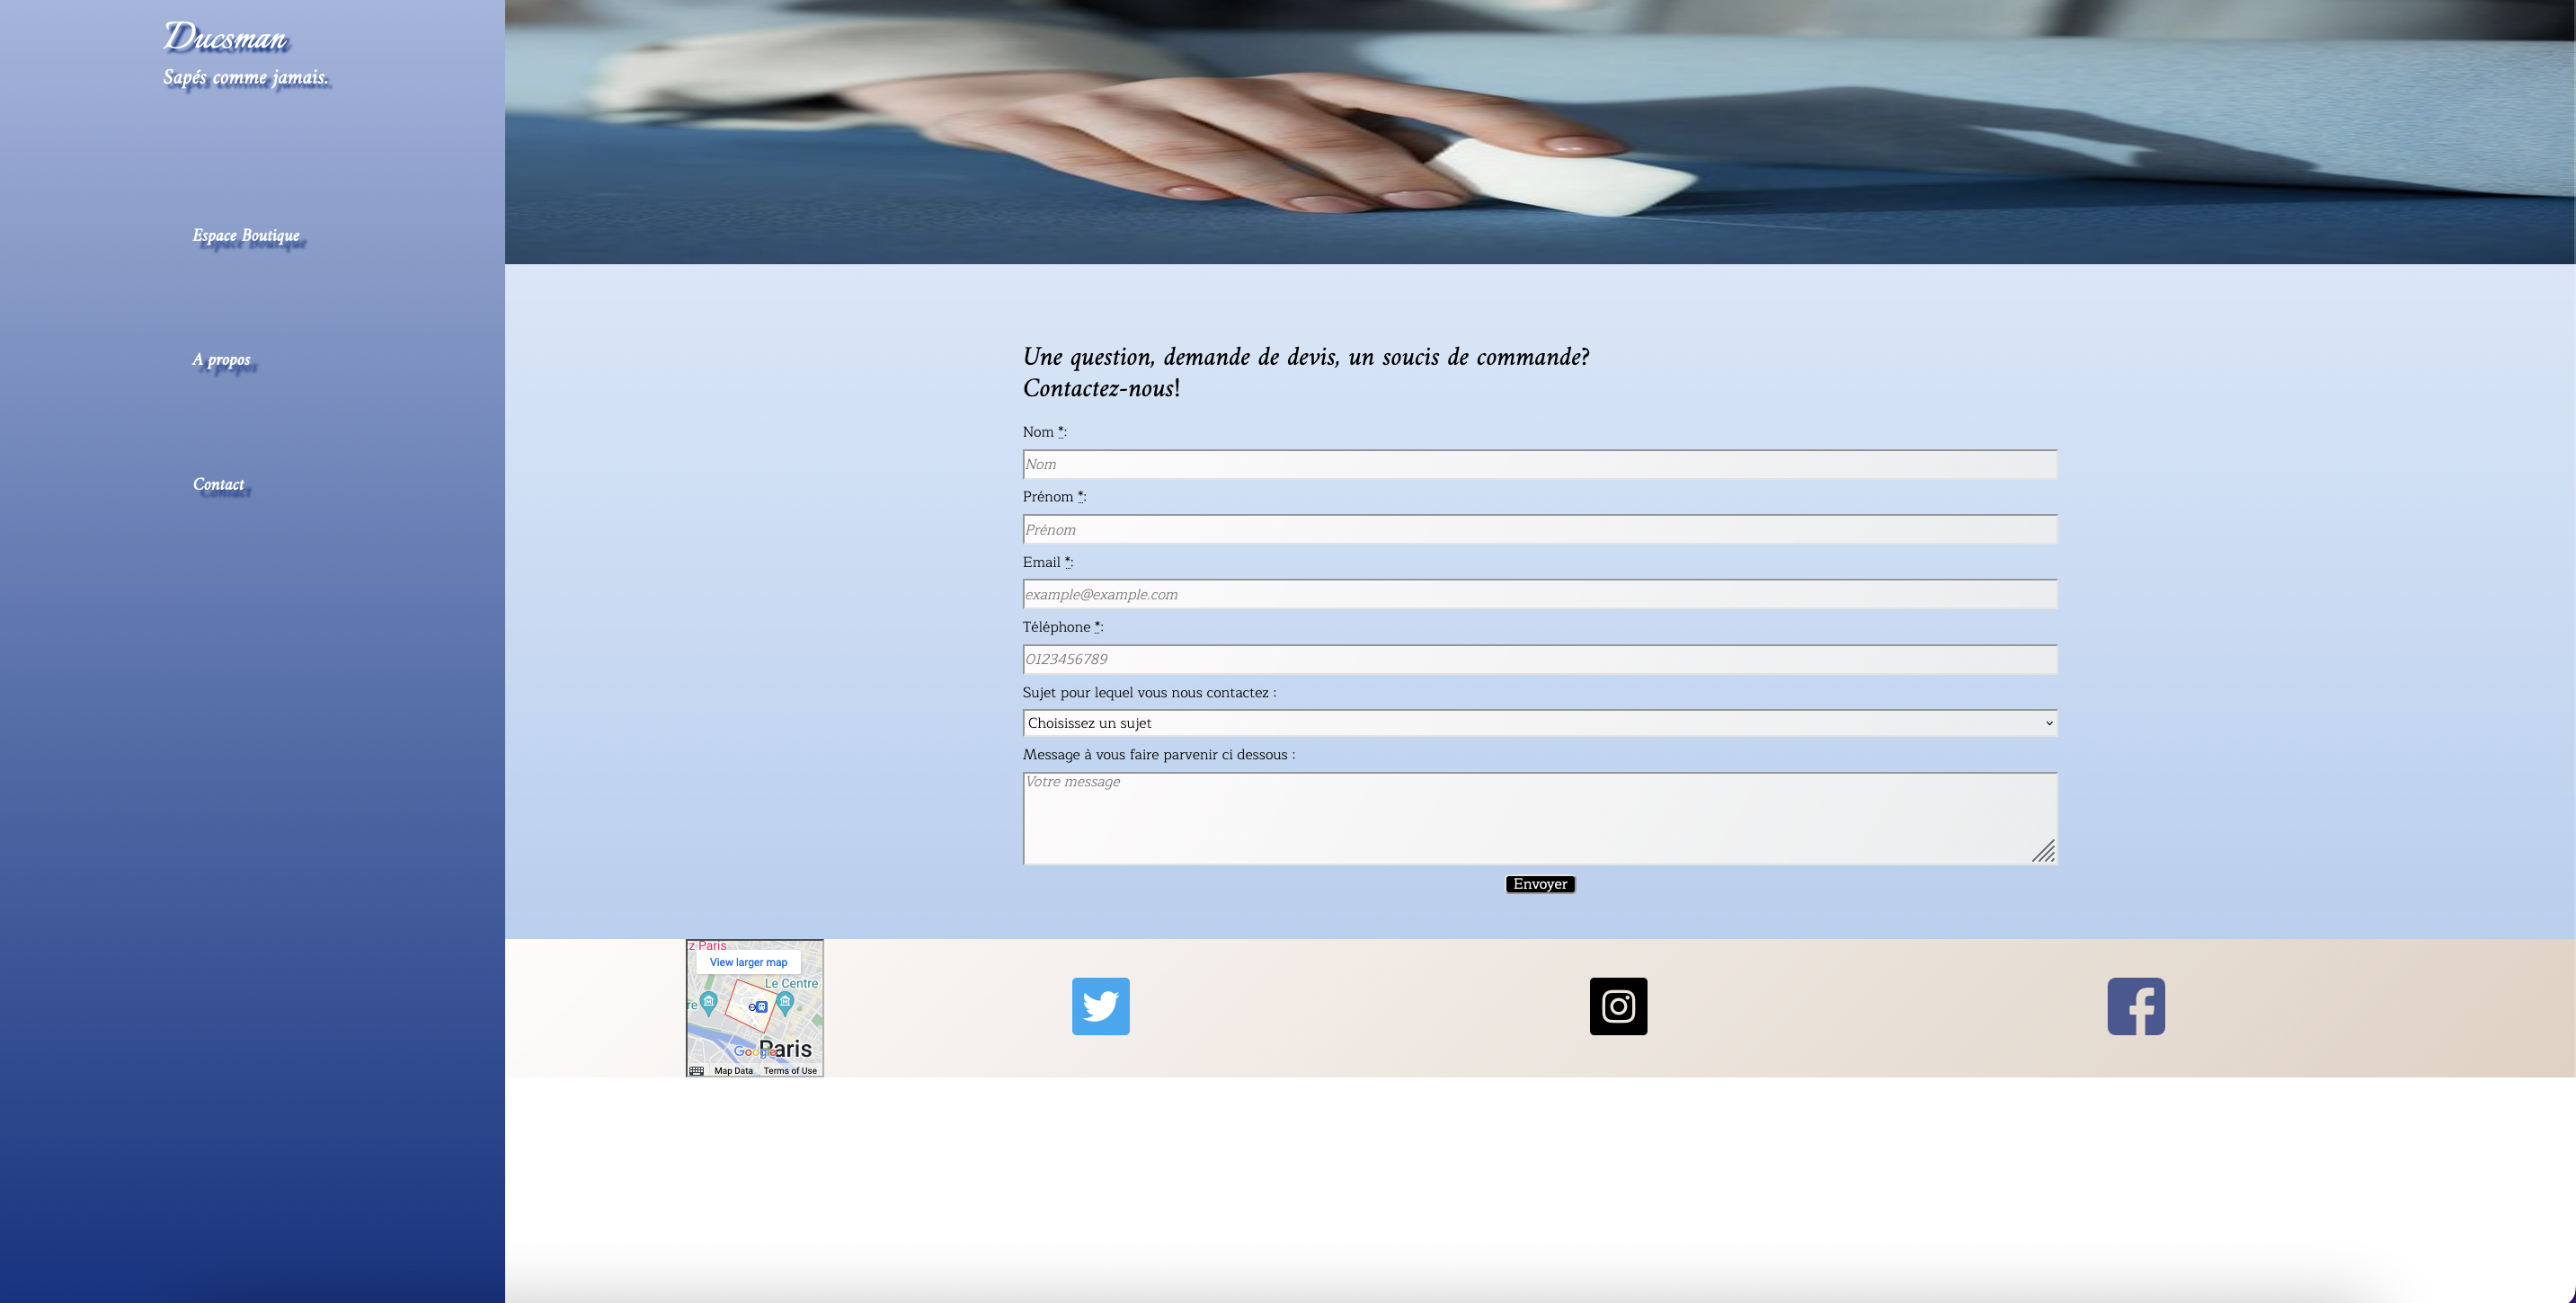 Ducsman
Sapés comme jamais.
Espace Boutique
A propos
Contact
Une question, demande de devis, un soucis de commande?
Contactez-nous!
Nom *:
Nom
Prénom *:
Prénom
Email *:
example@example.com
Téléphone *:
0123456789
Sujet pour lequel vous nous contactez :
Choisissez un sujet
Message à vous faire parvenir ci dessous :
Votre message
Envoyer
z Paris
View larger map
Le Centre
re
Paris
Google
Map Data Terms of Use